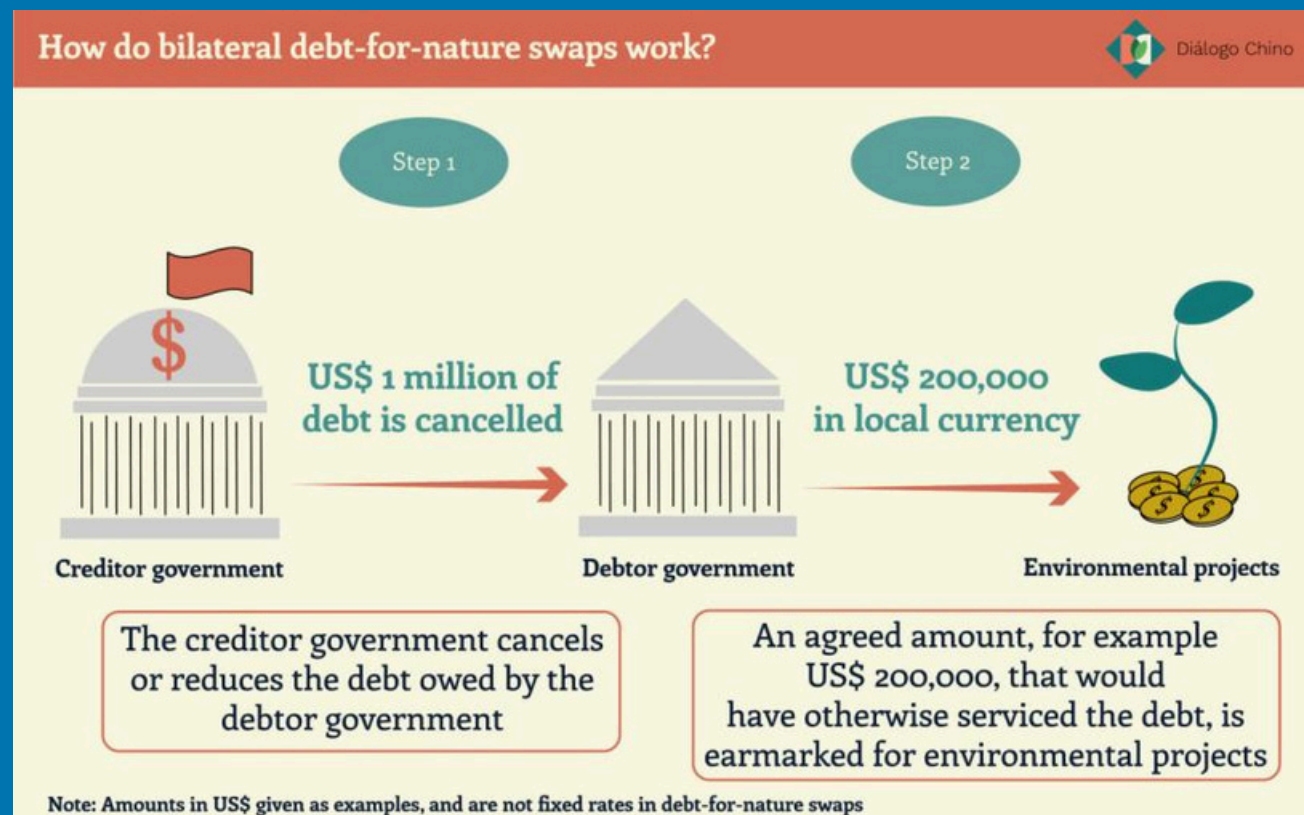 How do bilateral debt-for-nature swaps work?
Diálogo Chino
Step 1
Step 2
$
US$ 1 million of
debt is cancelled
US$ 200,000
in local currency
$ $ $ $ $ $
Creditor government
Debtor government
Environmental projects
The creditor government cancels
or reduces the debt owed by the
debtor government
An agreed amount, for example
US$ 200,000, that would
have otherwise serviced the debt, is
earmarked for environmental projects
Note: Amounts in US$ given as examples, and are not fixed rates in debt-for-nature swaps